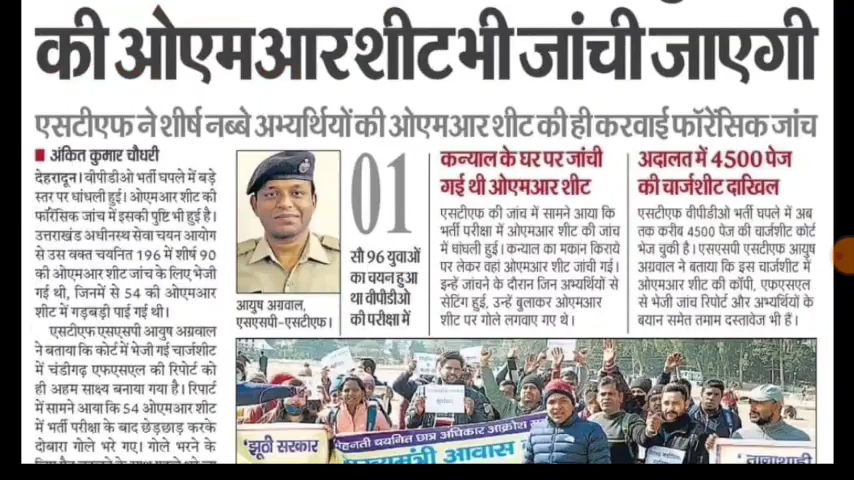 की ओएमआर शीट भी जांची जाएगी
एसटीएफ ने शीर्ष नब्बे अभ्यर्थियों की ओएमआर शीट की ही करवाई फॉरेंसिक जांच
अंकित कुमार चौधरी
देहरादून। वीपीडीओ भर्ती घपले में बड़े
स्तर पर धांधली हुई। ओएमआर शीट की
फॉरेंसिक जांच में इसकी पुष्टि भी हुई है।
उत्तराखंड अधीनस्थ सेवा चयन आयोग
से उस वक्त चयनित 196 में शीर्ष 90
की ओएमआर शीट जांच के लिए भेजी
गई थी, जिनमें से 54 की ओएमआर
शीट में गड़बड़ी पाई गई थी।
एसटीएफ एसएसपी आयुष अग्रवाल
ने बताया कि कोर्ट में भेजी गई चार्जशीट
में चंडीगढ़ एफएसएल की रिपोर्ट को
ही अहम साक्ष्य बनाया गया है। रिपार्ट
में सामने आया कि 54 ओएमआर शीट
में भर्ती परीक्षा के बाद छेड़छाड़ करके
दोबारा गोले भरे गए। गोले भरने के
आयुष अग्रवाल,
एसएसपी-एसटीएफ।
01
सौ 96 युवाओं
का चयन हुआ
था वीपीडीओ
की परीक्षा में
कन्याल के घर पर जांची
गई थी ओएमआर शीट
एसटीएफ की जांच में सामने आया कि
भर्ती परीक्षा में ओएमआर शीट की जांच
में धांधली हुई। कन्याल का मकान किराये
पर लेकर वहां ओएमआर शीट जांची गई।
इन्हें जांचने के दौरान जिन अभ्यर्थियों से
सेटिंग हुई, उन्हें बुलाकर ओएमआर
शीट पर गोले लगवाए गए थे।
अदालत में 4500 पेज
की चार्जशीट दाखिल
एसटीएफ वीपीडीओ भर्ती घपले में अब
तक करीब 4500 पेज की चार्जशीट कोर्ट
भेज चुकी है। एसएसपी एसटीएफ आयुष
अग्रवाल ने बताया कि इस चार्जशीट में
ओएमआर शीट की कॉपी, एफएसएल
से भेजी जांच रिपोर्ट और अभ्यर्थियों के
बयान समेत तमाम दस्तावेज भी हैं।
'झूठी सरकार
मेहनती चयनित छात्र अधिकार आक्रोश
मुख्यमंत्री आवास
तानाशाही